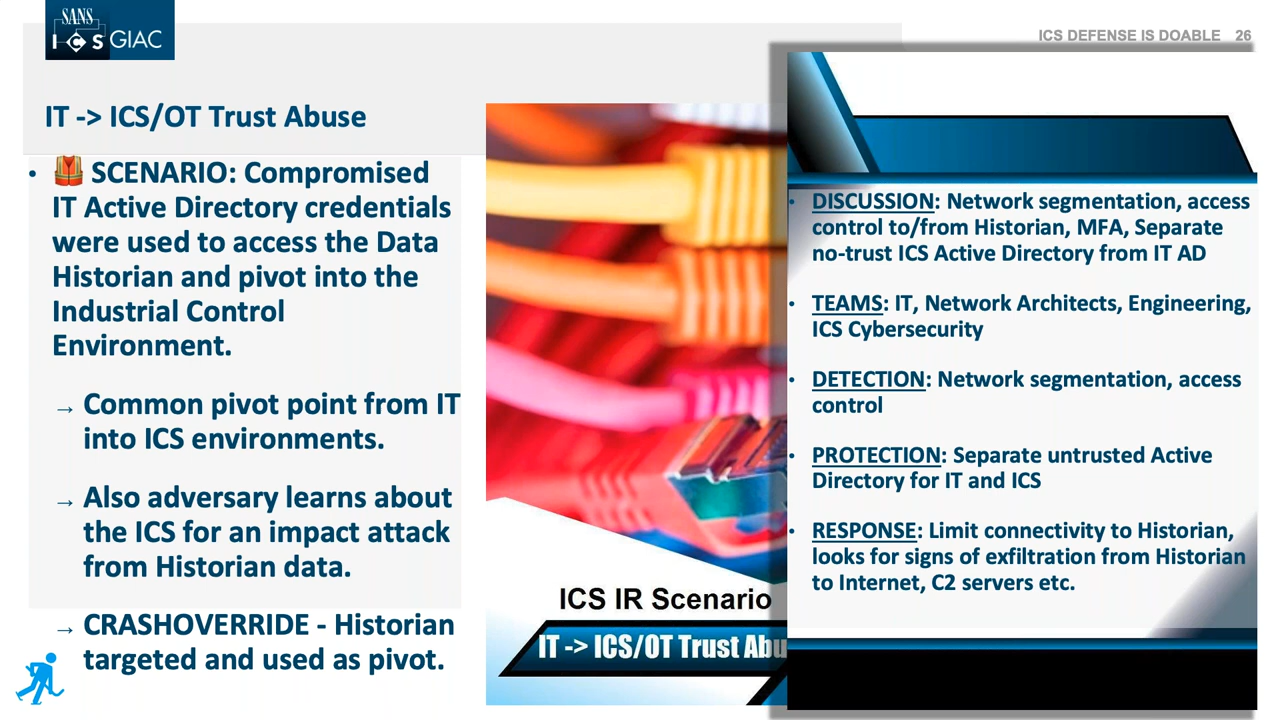 SANS
ICS GIAC
ICS DEFENSE IS DOABLE 26
IT -> ICS/OT Trust Abuse
• 🦺 SCENARIO: Compromised
IT Active Directory credentials
were used to access the Data
Historian and pivot into the
Industrial Control
Environment.
→ Common pivot point from IT
into ICS environments.
→ Also adversary learns about
the ICS for an impact attack
from Historian data.
→ CRASHOVERRIDE - Historian
targeted and used as pivot.
ICS IR Scenario
IT -> ICS/OT Trust Abu
• DISCUSSION: Network segmentation, access
control to/from Historian, MFA, Separate
no-trust ICS Active Directory from IT AD
• TEAMS: IT, Network Architects, Engineering,
ICS Cybersecurity
• DETECTION: Network segmentation, access
control
• PROTECTION: Separate untrusted Active
Directory for IT and ICS
• RESPONSE: Limit connectivity to Historian,
looks for signs of exfiltration from Historian
to Internet, C2 servers etc.